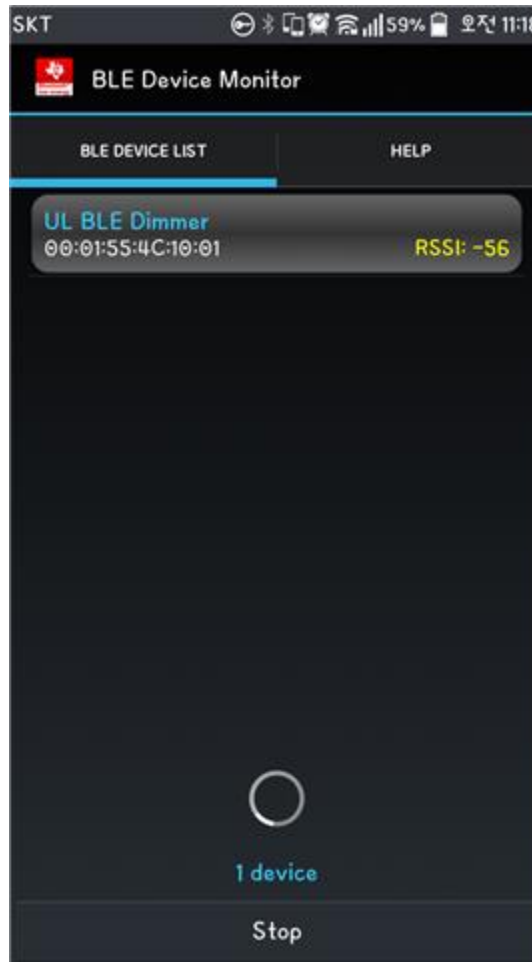 SKT 59% 오전 11:18
BLE Device Monitor
BLE DEVICE LIST HELP
UL BLE Dimmer
00:01:55:4C:10:01 RSSI: -56
1 device
Stop